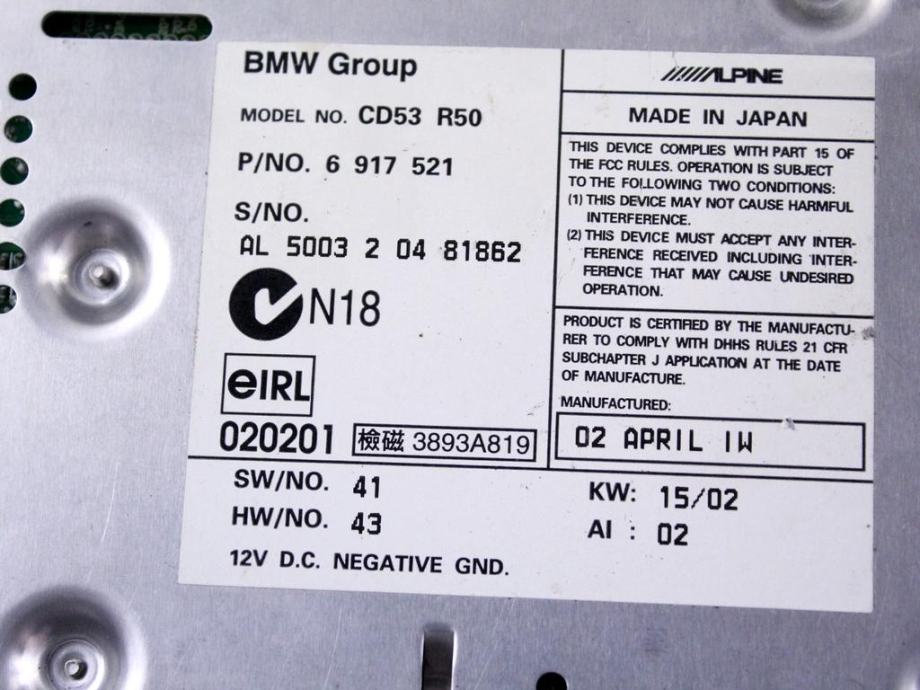 BMW Group
MODEL NO. CD53 R50
P/NO. 6 917 521
S/NO.
AL 5003 2 04 81862
N18
eIRL
020201 檢磁 3893A819
ALPINE
MADE IN JAPAN
THIS DEVICE COMPLIES WITH PART 15 OF
THE FCC RULES. OPERATION IS SUBJECT
TO THE FOLLOWING TWO CONDITIONS:
(1) THIS DEVICE MAY NOT CAUSE HARMFUL
INTERFERENCE.
(2) THIS DEVICE MUST ACCEPT ANY INTER-
FERENCE RECEIVED INCLUDING INTER-
FERENCE THAT MAY CAUSE UNDESIRED
OPERATION.
PRODUCT IS CERTIFIED BY THE MANUFACTU-
RER TO COMPLY WITH DHHS RULES 21 CFR
SUBCHAPTER J APPLICATION AT THE DATE
OF MANUFACTURE.
MANUFACTURED:
02 APRIL 1W
SW/NO. 41
HW/NO. 43
12V D.C. NEGATIVE GND.
KW: 15/02
AI : 02